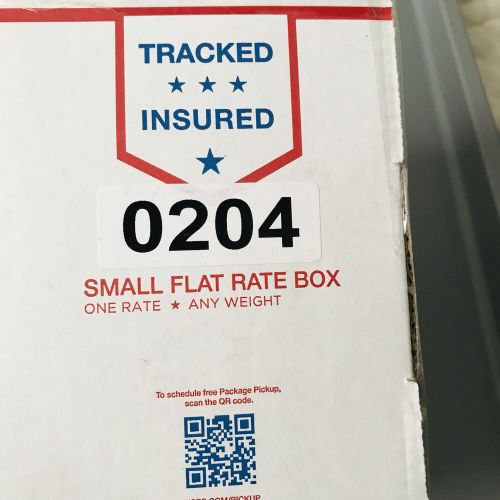 TRACKED
INSURED
0204
SMALL FLAT RATE BOX
ONE RATE ★ ANY WEIGHT
To schedule free Package Pickup,
scan the QR code.